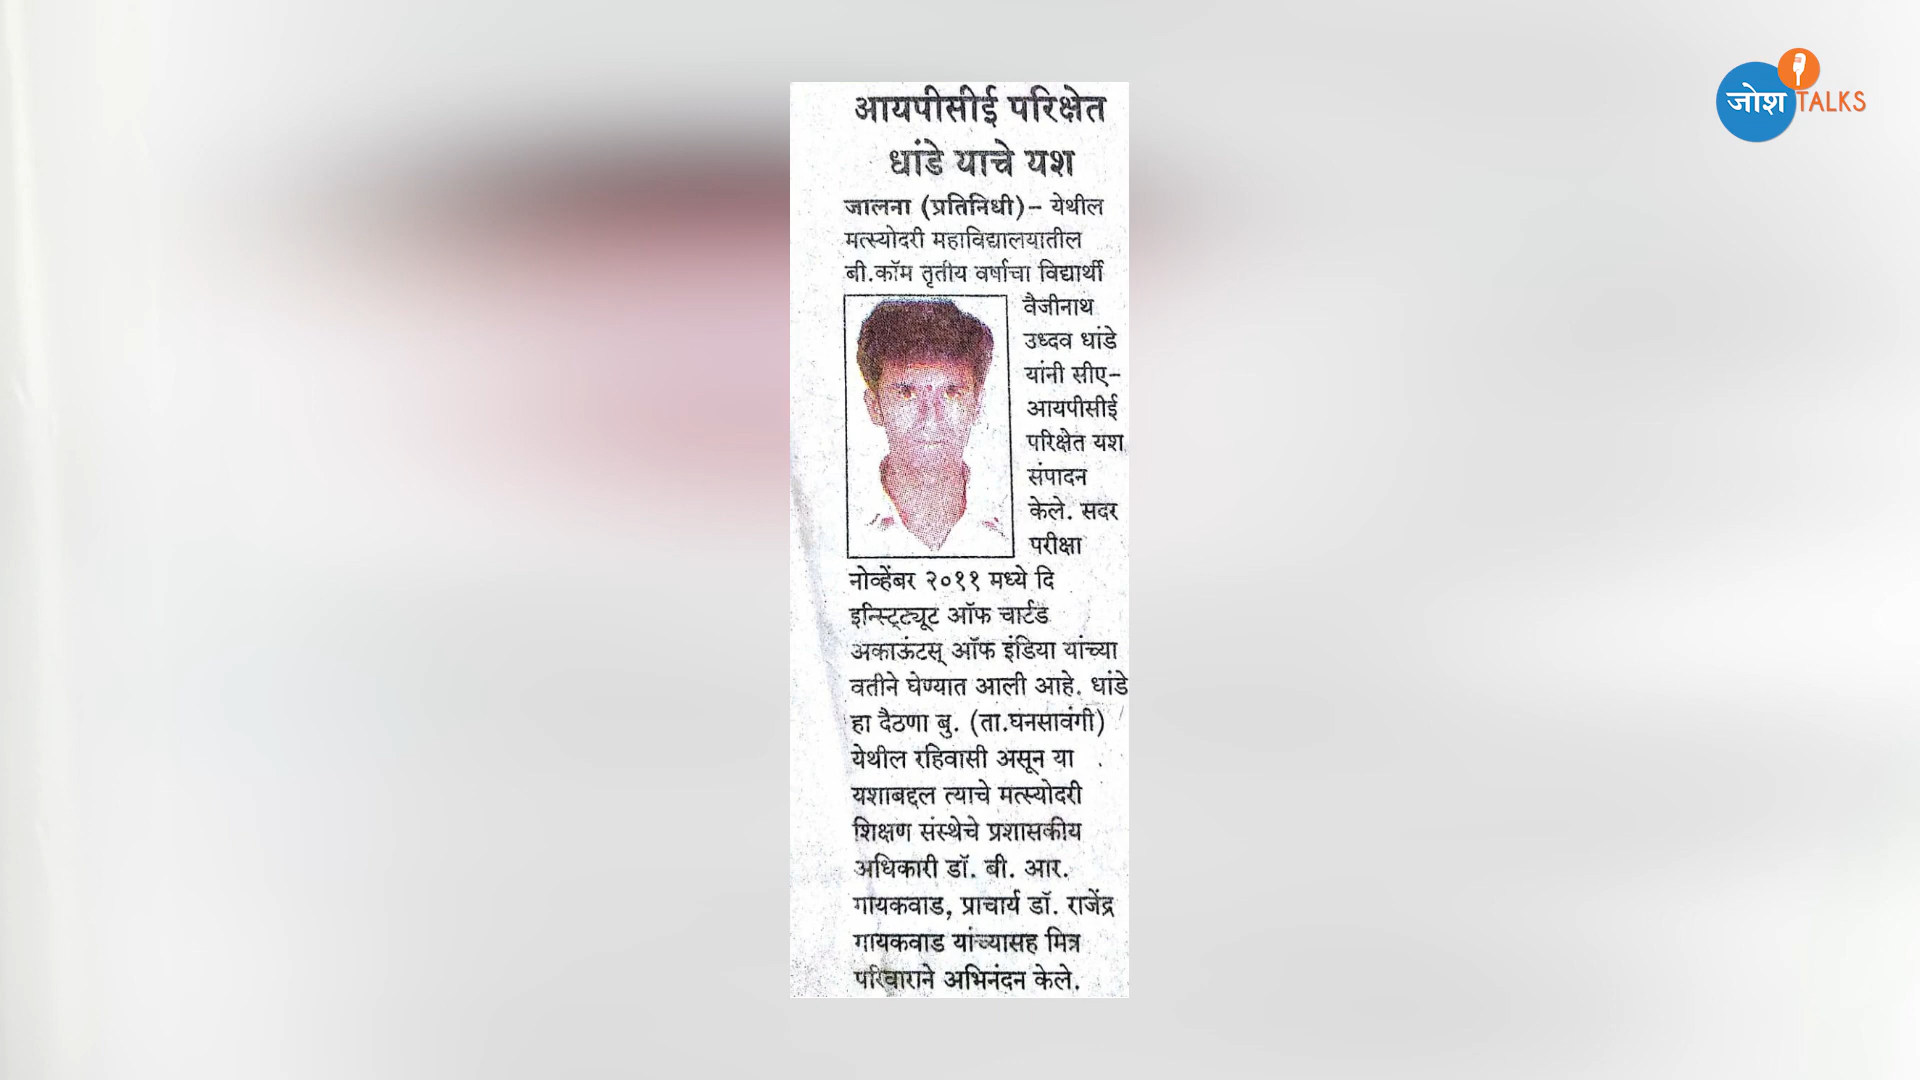 आयपीसीई परिक्षेत
धांडे याचे यश
जालना (प्रतिनिधी)- येथील
मत्स्योदरी महाविद्यालयातील
बी.कॉम तृतीय वर्षाचा विद्यार्थी
वैजीनाथ
उध्दव धांडे
यांनी सीए-
आयपीसीई
परिक्षेत यश
संपादन
केले. सदर
परीक्षा
नोव्हेंबर २०११ मध्ये दि
इन्स्टिट्यूट ऑफ चार्टड
अकाऊंटस् ऑफ इंडिया यांच्या
वतीने घेण्यात आली आहे. धांडे
हा दैठणा बु. (ता.घनसावंगी)
येथील रहिवासी असून या
यशाबद्दल त्याचे मत्स्योदरी
शिक्षण संस्थेचे प्रशासकीय
अधिकारी डॉ. बी. आर.
गायकवाड, प्राचार्य डॉ. राजेंद्र
गायकवाड यांच्यासह मित्र
परिवाराने अभिनंदन केले.
जोश TALKS